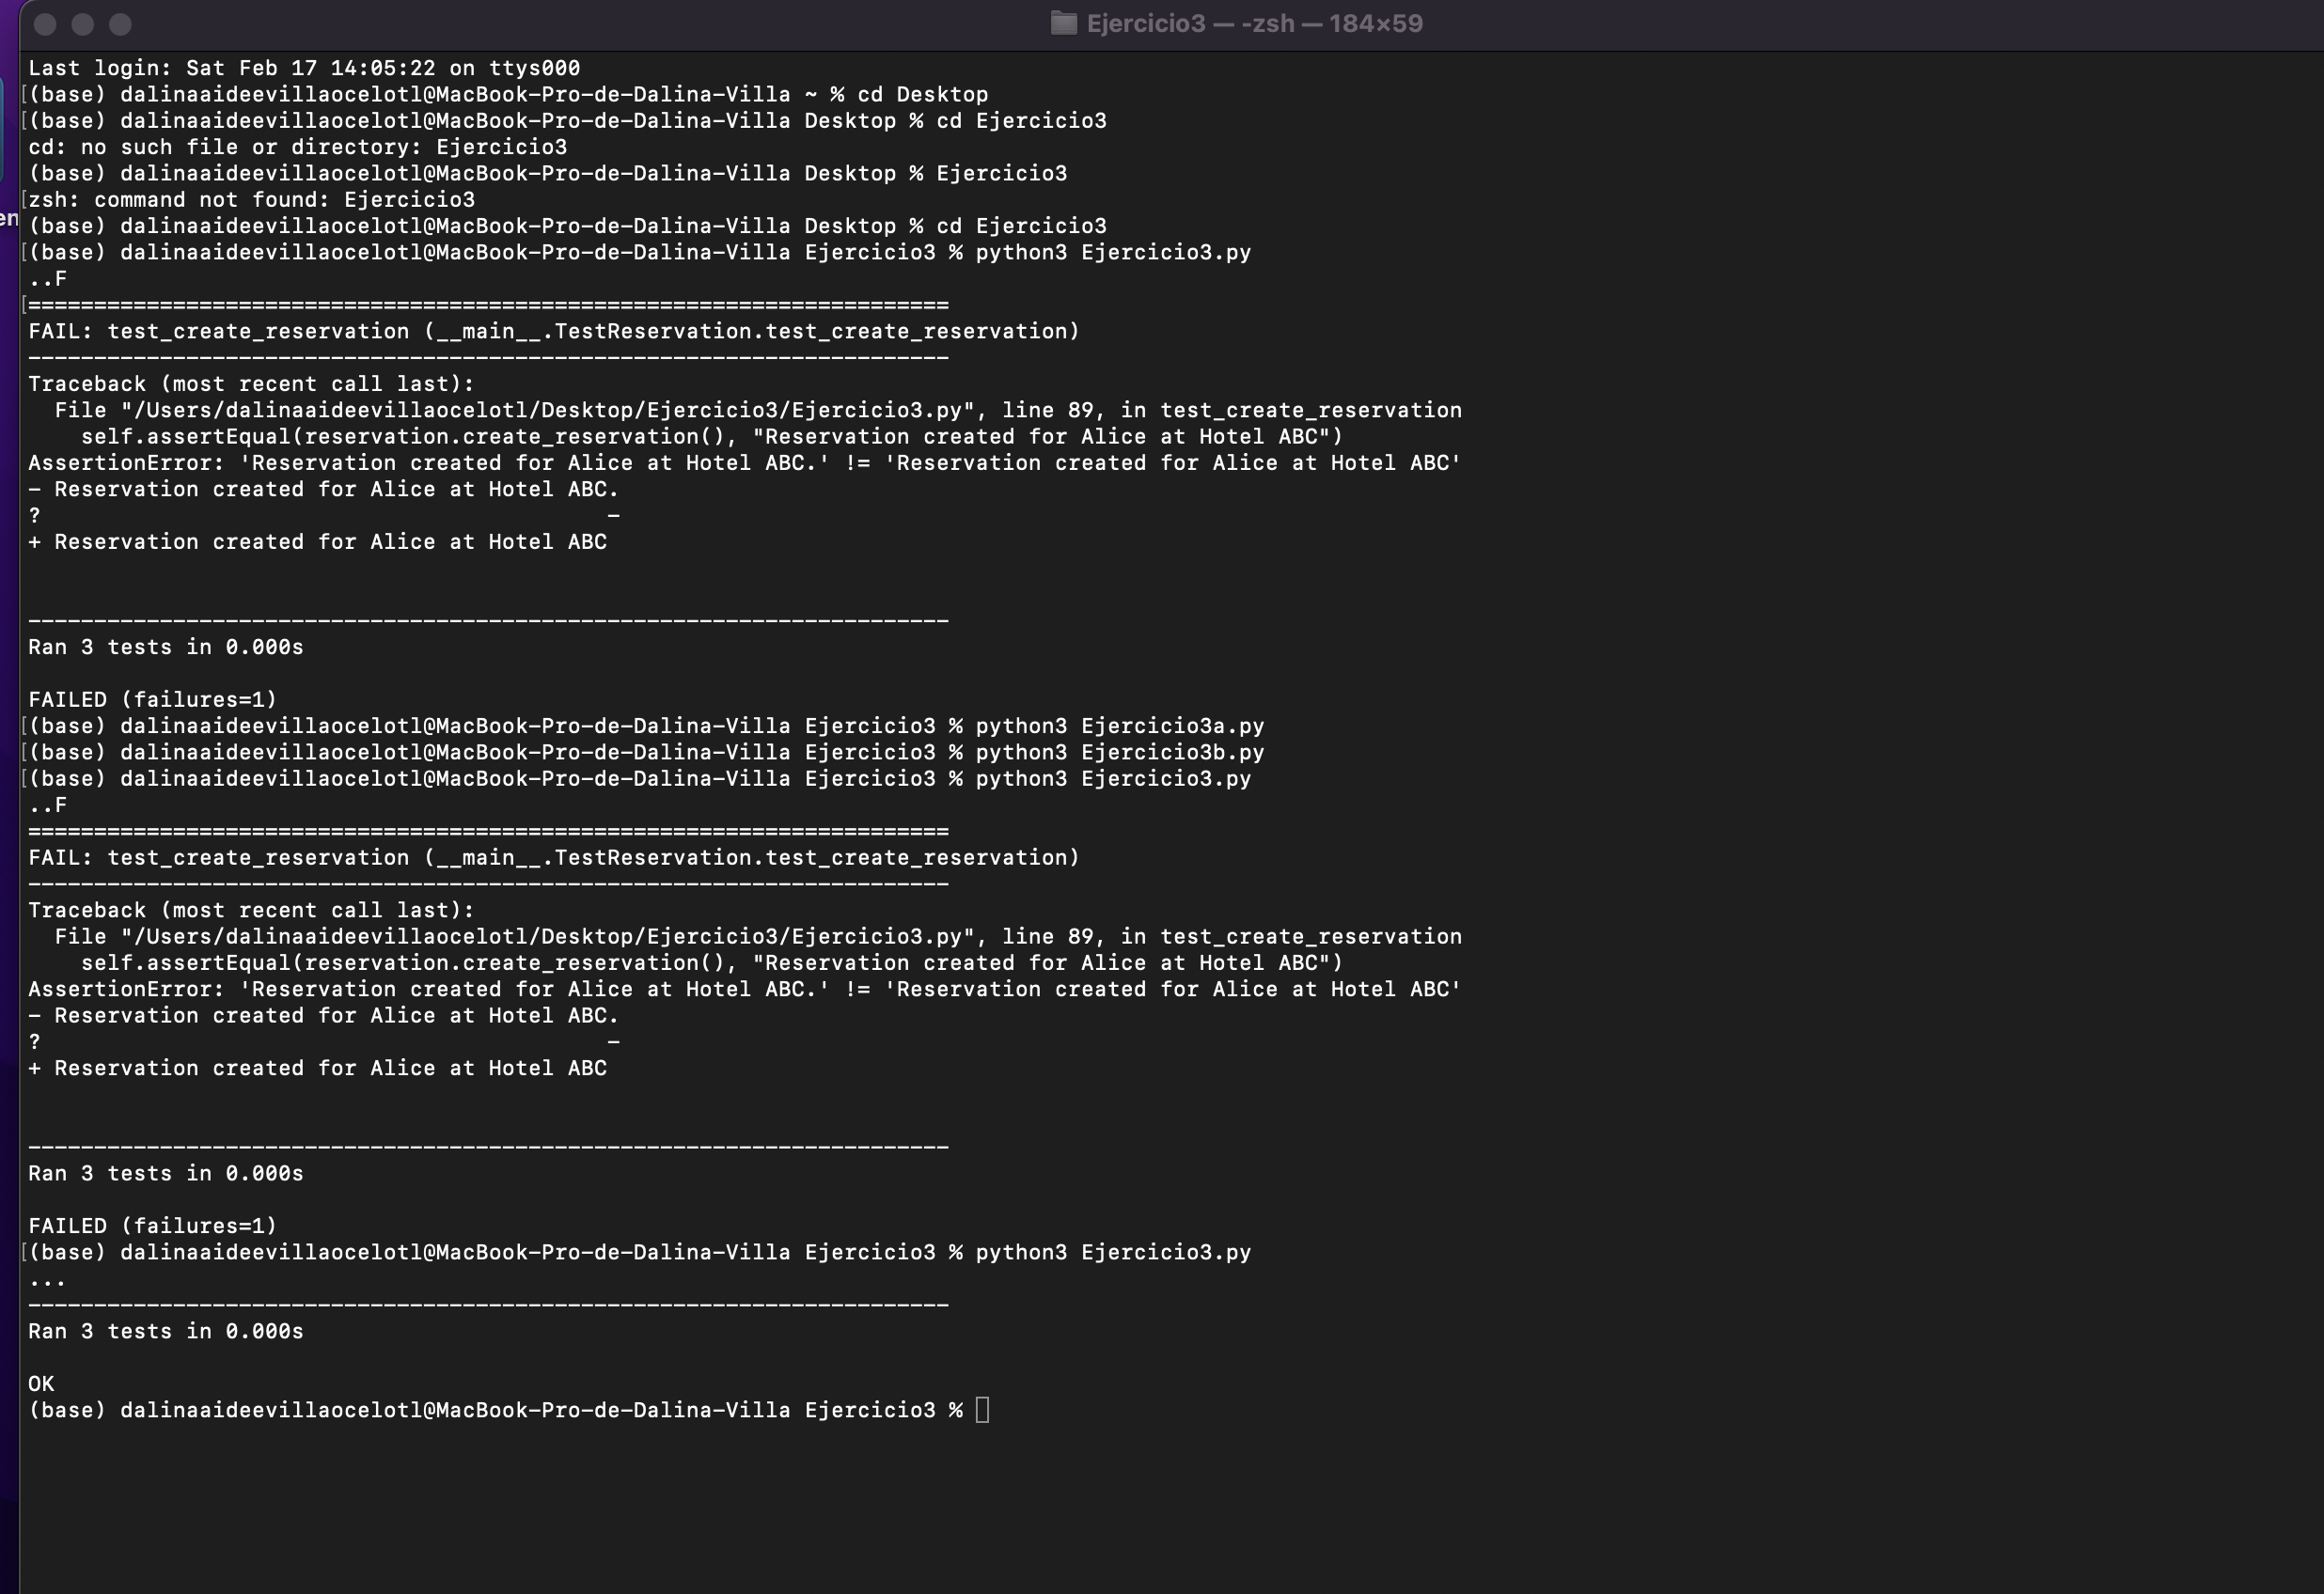 Ejercicio3 — -zsh — 184×59
Last login: Sat Feb 17 14:05:22 on ttys000
[(base) dalinaaideevillaocelotl@MacBook-Pro-de-Dalina-Villa ~ % cd Desktop
[(base) dalinaaideevillaocelotl@MacBook-Pro-de-Dalina-Villa Desktop % cd Ejercicio3
cd: no such file or directory: Ejercicio3
(base) dalinaaideevillaocelotl@MacBook-Pro-de-Dalina-Villa Desktop % Ejercicio3
[zsh: command not found: Ejercicio3
en
(base) dalinaaideevillaocelotl@MacBook-Pro-de-Dalina-Villa Desktop % cd Ejercicio3
[(base) dalinaaideevillaocelotl@MacBook-Pro-de-Dalina-Villa Ejercicio3 % python3 Ejercicio3.py
..F
[======================================================================
FAIL: test_create_reservation (__main__.TestReservation.test_create_reservation)
----------------------------------------------------------------------
Traceback (most recent call last):
  File "/Users/dalinaaideevillaocelotl/Desktop/Ejercicio3/Ejercicio3.py", line 89, in test_create_reservation
    self.assertEqual(reservation.create_reservation(), "Reservation created for Alice at Hotel ABC")
AssertionError: 'Reservation created for Alice at Hotel ABC.' != 'Reservation created for Alice at Hotel ABC'
- Reservation created for Alice at Hotel ABC.
?                                           -
+ Reservation created for Alice at Hotel ABC
----------------------------------------------------------------------
Ran 3 tests in 0.000s
FAILED (failures=1)
[(base) dalinaaideevillaocelotl@MacBook-Pro-de-Dalina-Villa Ejercicio3 % python3 Ejercicio3a.py
[(base) dalinaaideevillaocelotl@MacBook-Pro-de-Dalina-Villa Ejercicio3 % python3 Ejercicio3b.py
[(base) dalinaaideevillaocelotl@MacBook-Pro-de-Dalina-Villa Ejercicio3 % python3 Ejercicio3.py
..F
======================================================================
FAIL: test_create_reservation (__main__.TestReservation.test_create_reservation)
----------------------------------------------------------------------
Traceback (most recent call last):
  File "/Users/dalinaaideevillaocelotl/Desktop/Ejercicio3/Ejercicio3.py", line 89, in test_create_reservation
    self.assertEqual(reservation.create_reservation(), "Reservation created for Alice at Hotel ABC")
AssertionError: 'Reservation created for Alice at Hotel ABC.' != 'Reservation created for Alice at Hotel ABC'
- Reservation created for Alice at Hotel ABC.
?                                           -
+ Reservation created for Alice at Hotel ABC
----------------------------------------------------------------------
Ran 3 tests in 0.000s
FAILED (failures=1)
[(base) dalinaaideevillaocelotl@MacBook-Pro-de-Dalina-Villa Ejercicio3 % python3 Ejercicio3.py
...
----------------------------------------------------------------------
Ran 3 tests in 0.000s
OK
(base) dalinaaideevillaocelotl@MacBook-Pro-de-Dalina-Villa Ejercicio3 %